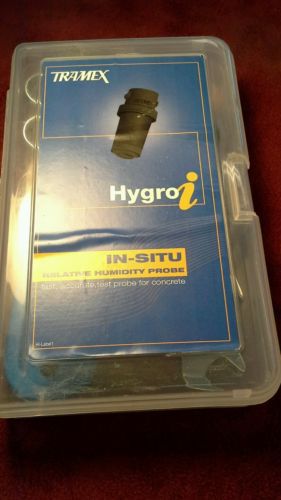 TRAMEX
Hygro i
IN-SITU
RELATIVE HUMIDITY PROBE
fast, accurate, test probe for concrete